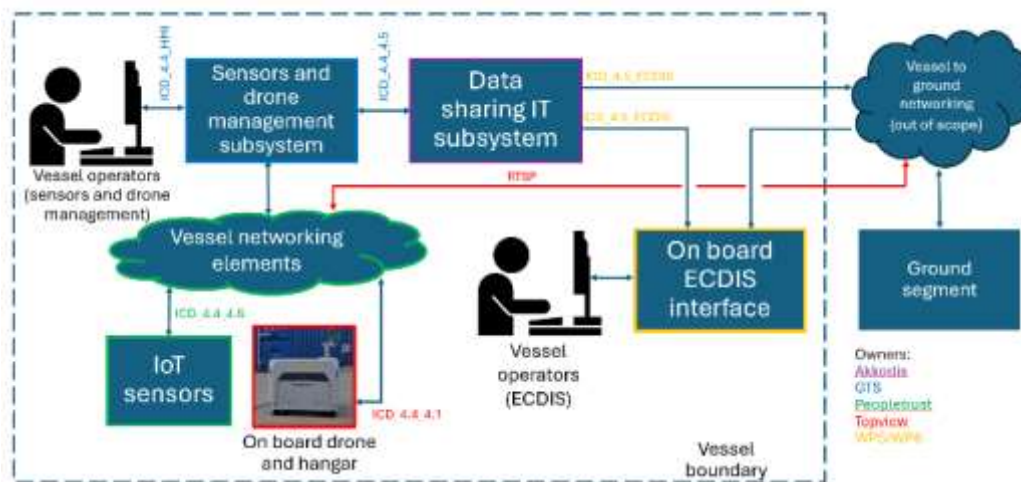 ICD_4.4_HMI
Sensors and
drone
management
subsystem
ICD_4.4_4.5
Data
sharing IT
subsystem
Vessel to
ground
networking
(out of scope)
Vessel operators
(sensors and drone
management)
RTSP
Vessel networking
elements
On board
ECDIS
interface
Ground
segment
ICD_4.4_4.6
IoT
sensors
ICD_4.4_4.1
On board drone
and hangar
Vessel
operators
(ECDIS)
Vessel
boundary
Owners:
Akkodis
GTS
Peopletrust
Topview
WP5/WP6